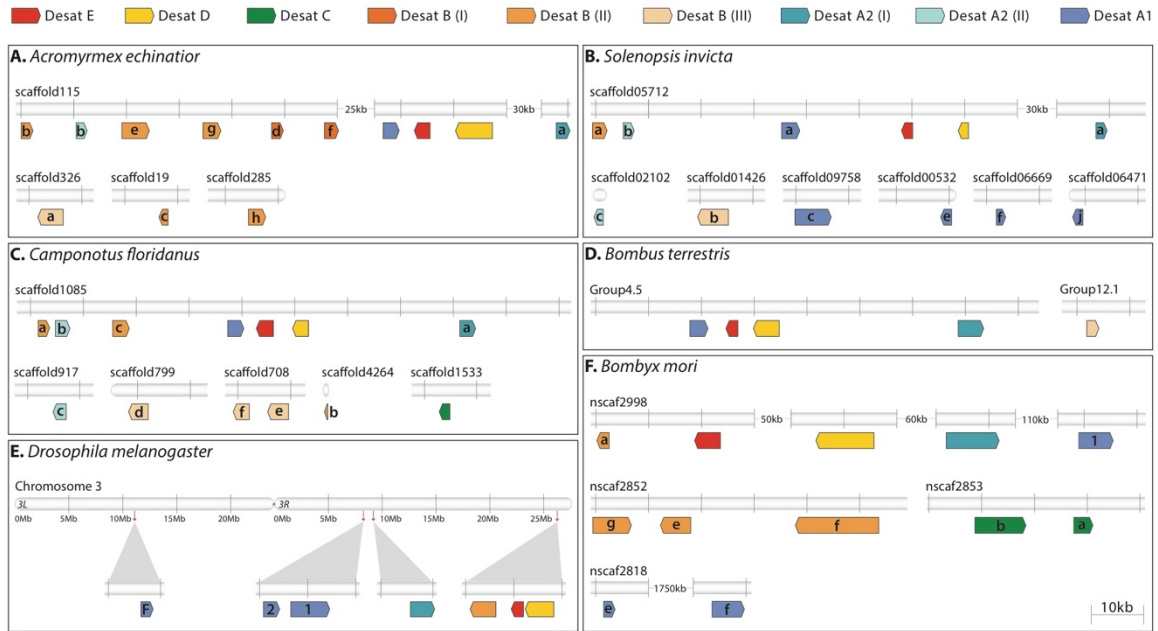 Desat E Desat D Desat C Desat B (I) Desat B (II) Desat B (III) Desat A2 (I) Desat A2 (II) Desat A1
A. Acromyrmex echinatior
scaffold115
25kb 30kb
b b e g d f a
scaffold326 scaffold19 scaffold285
a c h
B. Solenopsis invicta
scaffold05712
30kb
a b a a
scaffold02102 scaffold01426 scaffold09758 scaffold00532 scaffold06669 scaffold06471
c b c e f j
C. Camponotus floridanus
scaffold1085
a b c a
scaffold917 scaffold799 scaffold708 scaffold4264 scaffold1533
c d f e b
D. Bombus terrestris
Group4.5 Group12.1
E. Drosophila melanogaster
Chromosome 3
3L 3R
0Mb 5Mb 10Mb 15Mb 20Mb 0Mb 5Mb 10Mb 15Mb 20Mb 25Mb
F 2 1
F. Bombyx mori
nscaf2998
50kb 60kb 110kb
a 1
nscaf2852 nscaf2853
g e f b a
nscaf2818
1750kb
e f
10kb